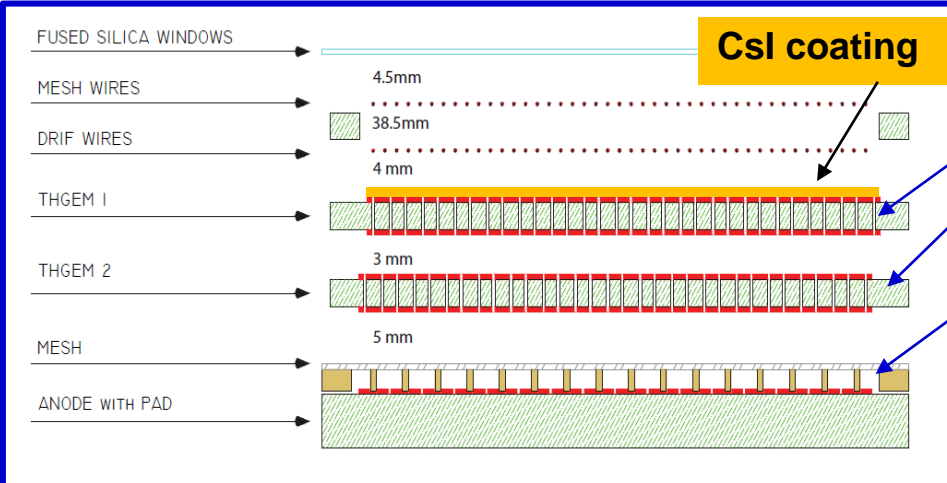 FUSED SILICA WINDOWS
CsI coating
4.5mm
MESH WIRES
38.5mm
DRIF WIRES
4 mm
THGEM 1
3 mm
THGEM 2
5 mm
MESH
ANODE WITH PAD